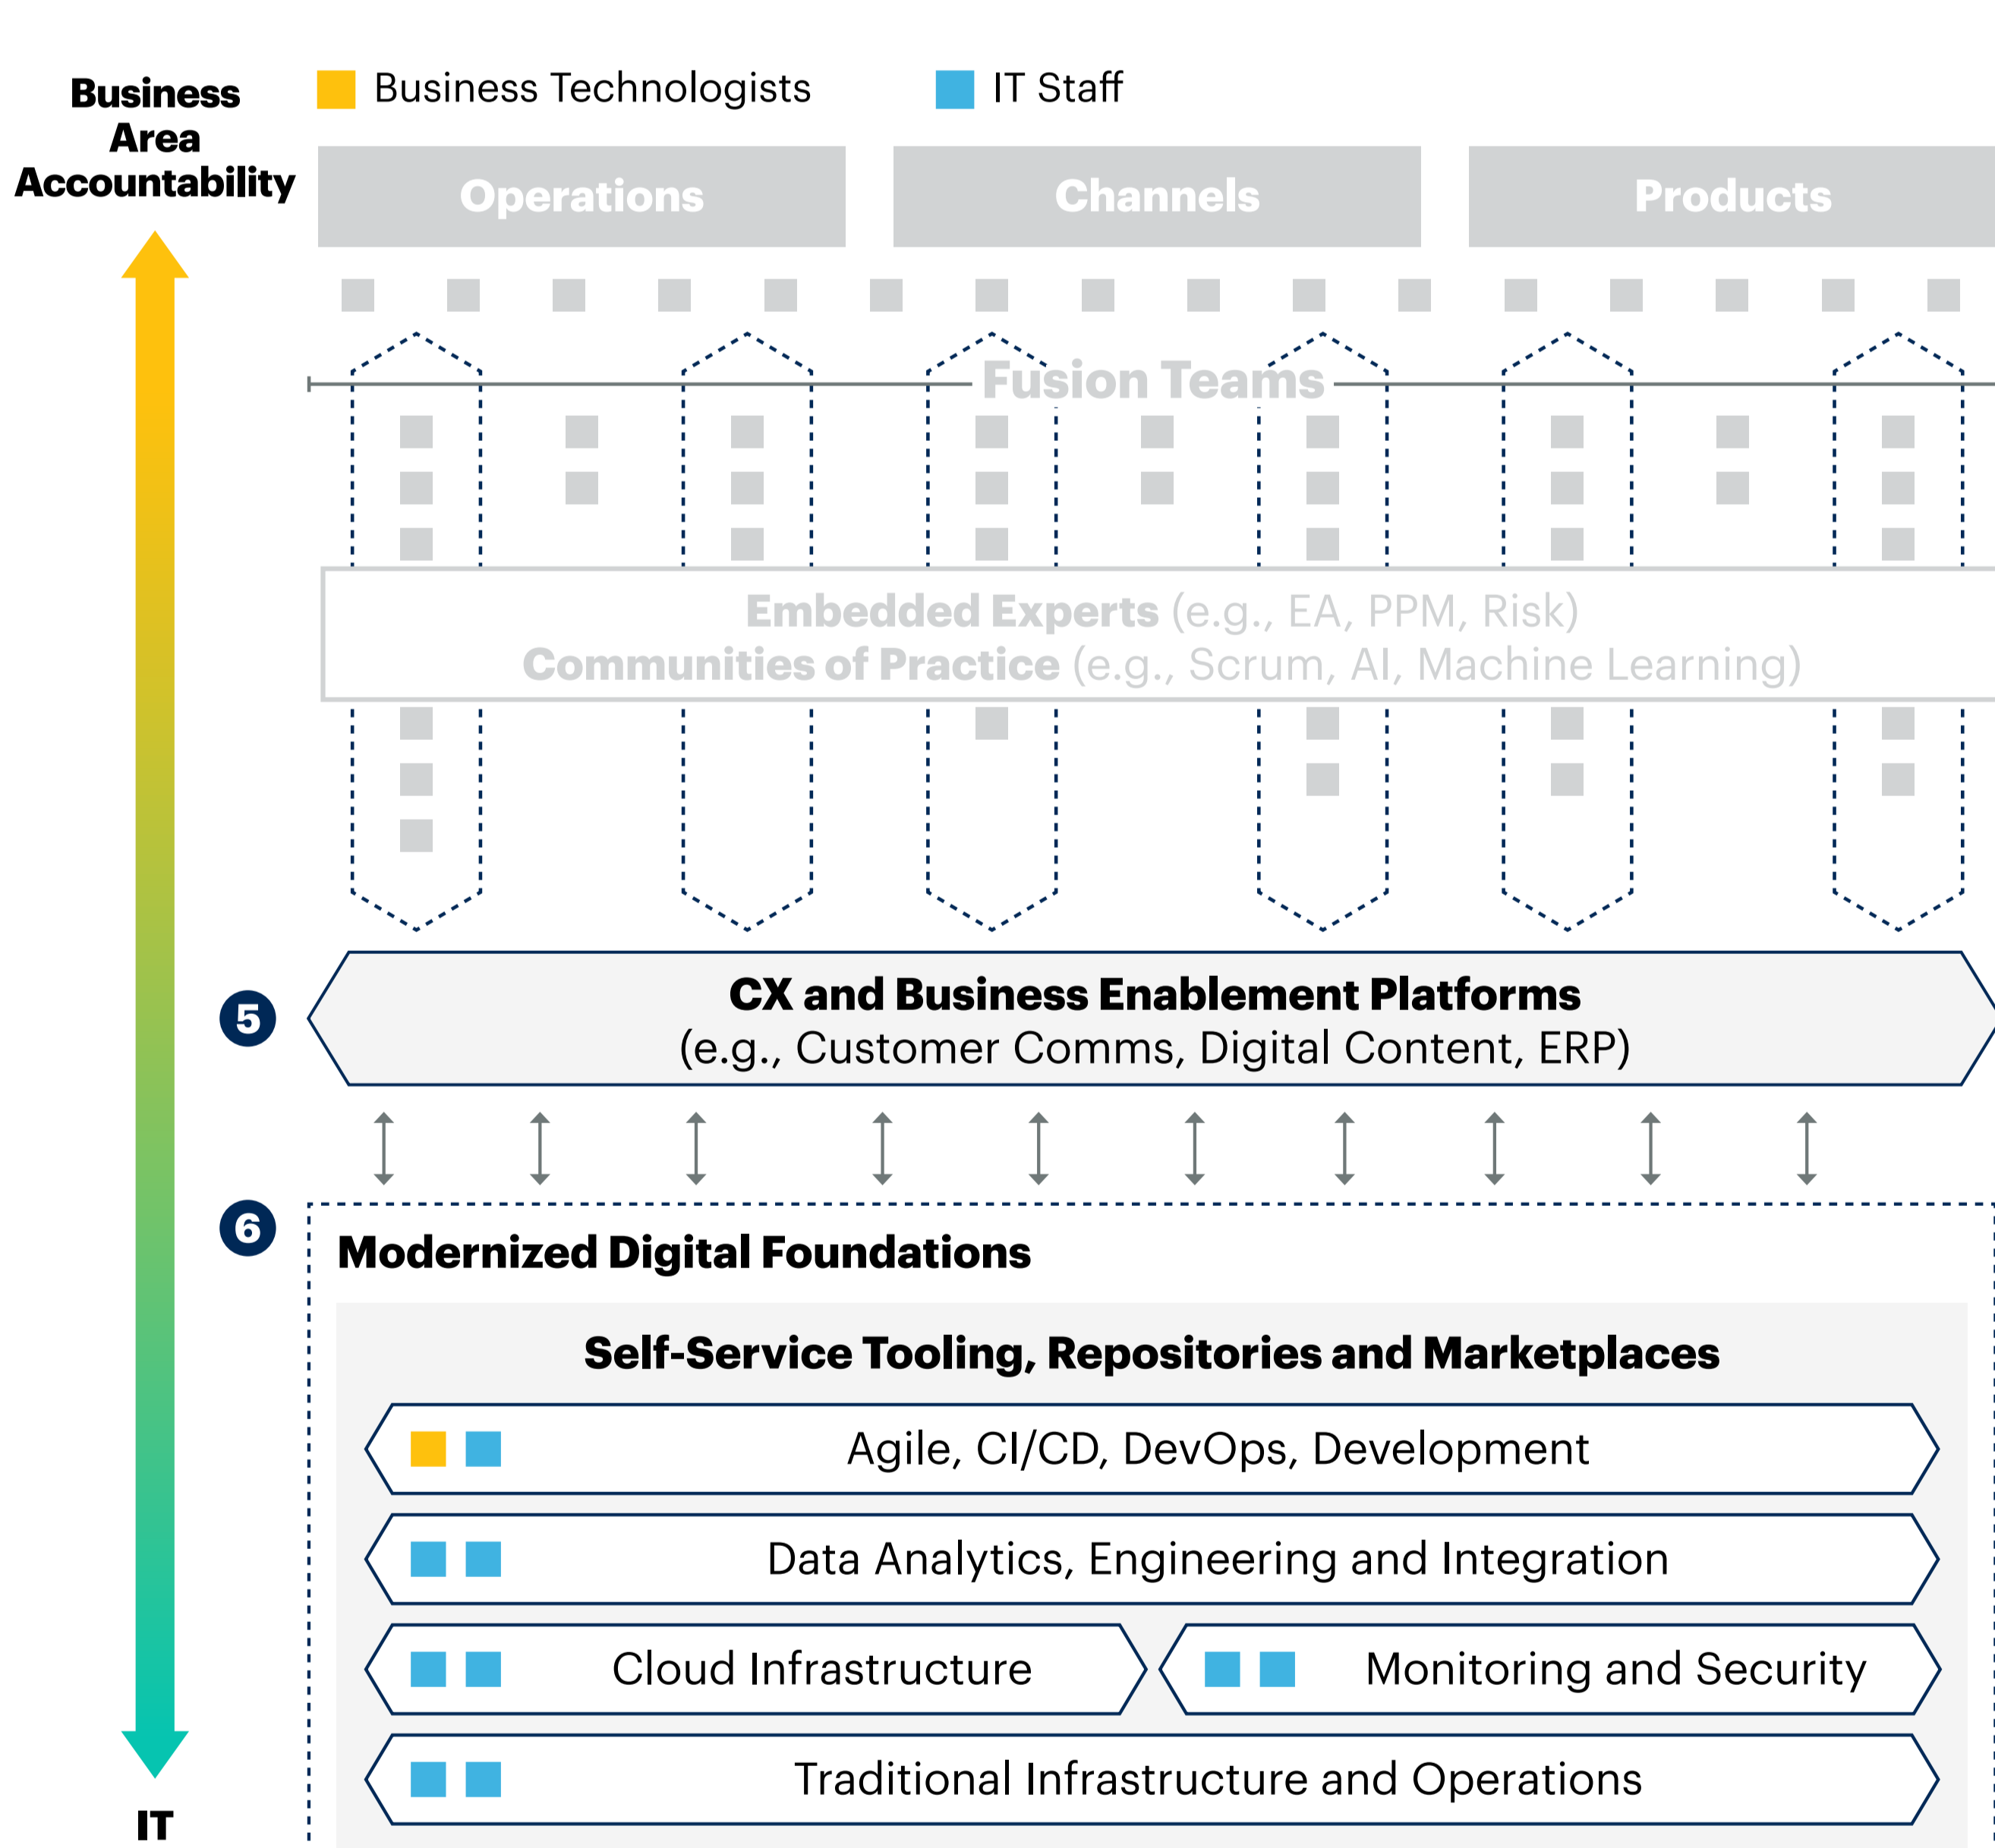 Business
Area
Accountability
Business Technologists
IT Staff
Operations
Channels
Products
Fusion Teams
Embedded Experts (e.g., EA, PPM, Risk)
Communities of Practice (e.g., Scrum, AI, Machine Learning)
5
CX and Business Enablement Platforms
(e.g., Customer Comms, Digital Content, ERP)
6
Modernized Digital Foundations
Self-Service Tooling, Repositories and Marketplaces
Agile, CI/CD, DevOps, Development
Data Analytics, Engineering and Integration
Cloud Infrastructure
Monitoring and Security
Traditional Infrastructure and Operations
IT